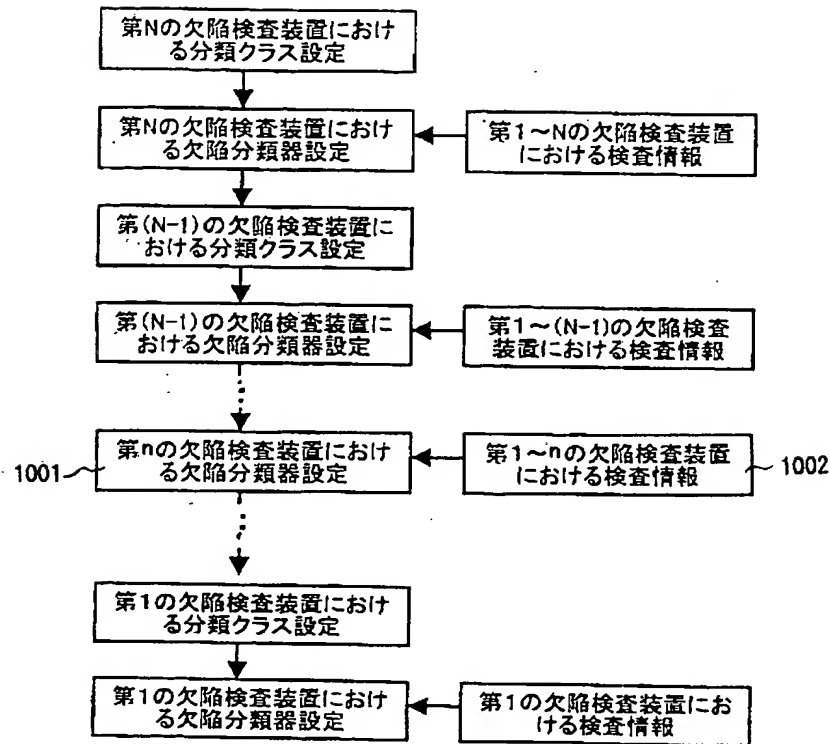 第Nの欠陥検査装置におけ
る分類クラス設定
第Nの欠陥検査装置におけ
る欠陥分類器設定
第1～Nの欠陥検査装置
における検査情報
第(N-1)の欠陥検査装置に
おける分類クラス設定
第(N-1)の欠陥検査装置に
おける欠陥分類器設定
第1～(N-1)の欠陥検査
装置における検査情報
1001
第nの欠陥検査装置におけ
る欠陥分類器設定
第1～nの欠陥検査装置
における検査情報
1002
第1の欠陥検査装置におけ
る分類クラス設定
第1の欠陥検査装置におけ
る欠陥分類器設定
第1の欠陥検査装置にお
ける検査情報